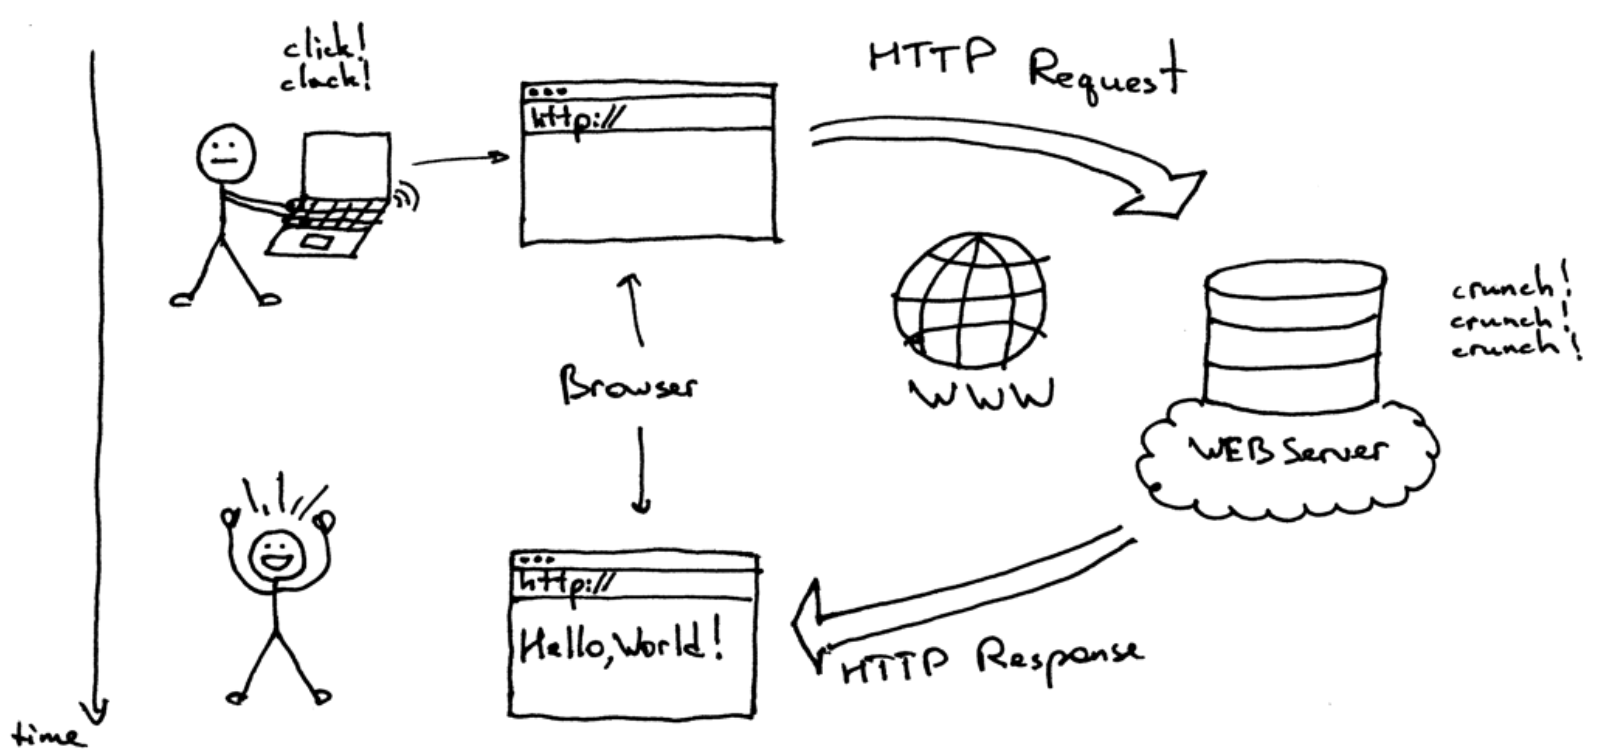 click!
clack!
http://
HTTP Request
crunch!
crunch!
crunch!
Browser
WWW
WEB Server
http://
Hello, World!
HTTP Response
time